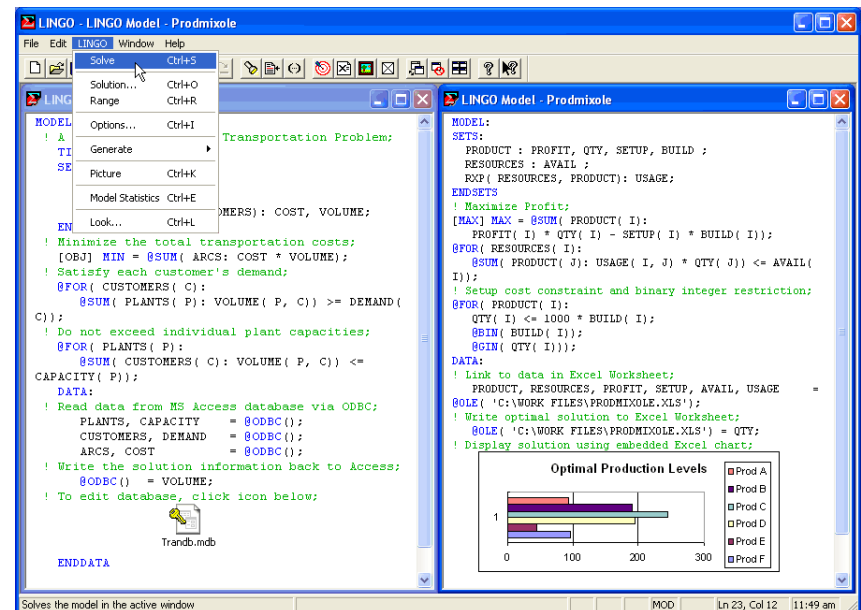 LINGO - LINGO Model - Prodmixole
File Edit LINGO Window Help
Solve Ctrl+S
Solution... Ctrl+O
Range Ctrl+R
Options... Ctrl+I
Generate
Picture Ctrl+K
Model Statistics Ctrl+E
Look... Ctrl+L
LING
MODEL
! A Transportation Problem;
TI
SE
OMERS): COST, VOLUME;
EN
! Minimize the total transportation costs;
[OBJ] MIN = @SUM( ARCS: COST * VOLUME);
! Satisfy each customer's demand;
@FOR( CUSTOMERS( C):
@SUM( PLANTS( P): VOLUME( P, C)) >= DEMAND(
C));
! Do not exceed individual plant capacities;
@FOR( PLANTS( P):
@SUM( CUSTOMERS( C): VOLUME( P, C)) <=
CAPACITY( P));
DATA:
! Read data from MS Access database via ODBC;
PLANTS, CAPACITY = @ODBC();
CUSTOMERS, DEMAND = @ODBC();
ARCS, COST = @ODBC();
! Write the solution information back to Access;
@ODBC() = VOLUME;
! To edit database, click icon below;
Trandb.mdb
ENDDATA
LINGO Model - Prodmixole
MODEL:
SETS:
PRODUCT : PROFIT, QTY, SETUP, BUILD ;
RESOURCES : AVAIL ;
RXP( RESOURCES, PRODUCT): USAGE;
ENDSETS
! Maximize Profit;
[MAX] MAX = @SUM( PRODUCT( I):
PROFIT( I) * QTY( I) - SETUP( I) * BUILD( I));
@FOR( RESOURCES( I):
@SUM( PRODUCT( J): USAGE( I, J) * QTY( J)) <= AVAIL(
I));
! Setup cost constraint and binary integer restriction;
@FOR( PRODUCT( I):
QTY( I) <= 1000 * BUILD( I);
@BIN( BUILD( I));
@GIN( QTY( I)));
DATA:
! Link to data in Excel Worksheet;
PRODUCT, RESOURCES, PROFIT, SETUP, AVAIL, USAGE =
@OLE( 'C:\WORK FILES\PRODMIXOLE.XLS');
! Write optimal solution to Excel Worksheet;
@OLE( 'C:\WORK FILES\PRODMIXOLE.XLS') = QTY;
! Display solution using embedded Excel chart;
Optimal Production Levels
1
0 100 200 300
Prod A
Prod B
Prod C
Prod D
Prod E
Prod F
Solves the model in the active window MOD Ln 23, Col 12 11:49 am